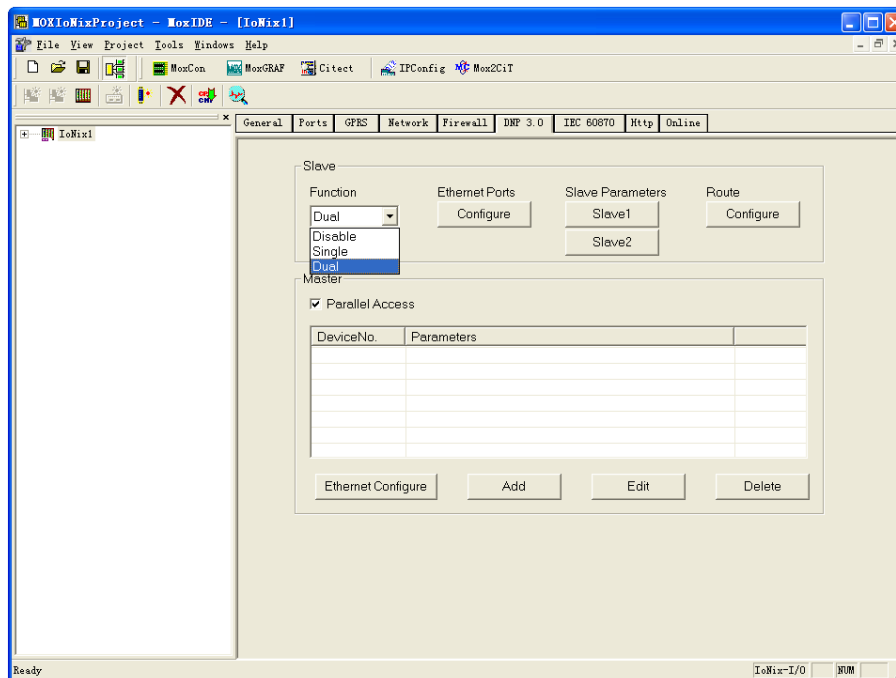 MOXIoNixProject - MoxIDE - [IoNix1]
File View Project Tools Windows Help
MoxCon MoxGRAF Citect IPConfig Mox2CiT
IoNix1
General Ports GPRS Network Firewall DNP 3.0 IEC 60870 Http Online
Slave
Function Ethernet Ports Slave Parameters Route
Dual Configure Slave1 Configure
Disable Slave2
Single
Dual
Master
Parallel Access
DeviceNo. Parameters
Ethernet Configure Add Edit Delete
Ready IoNix-I/O NUM